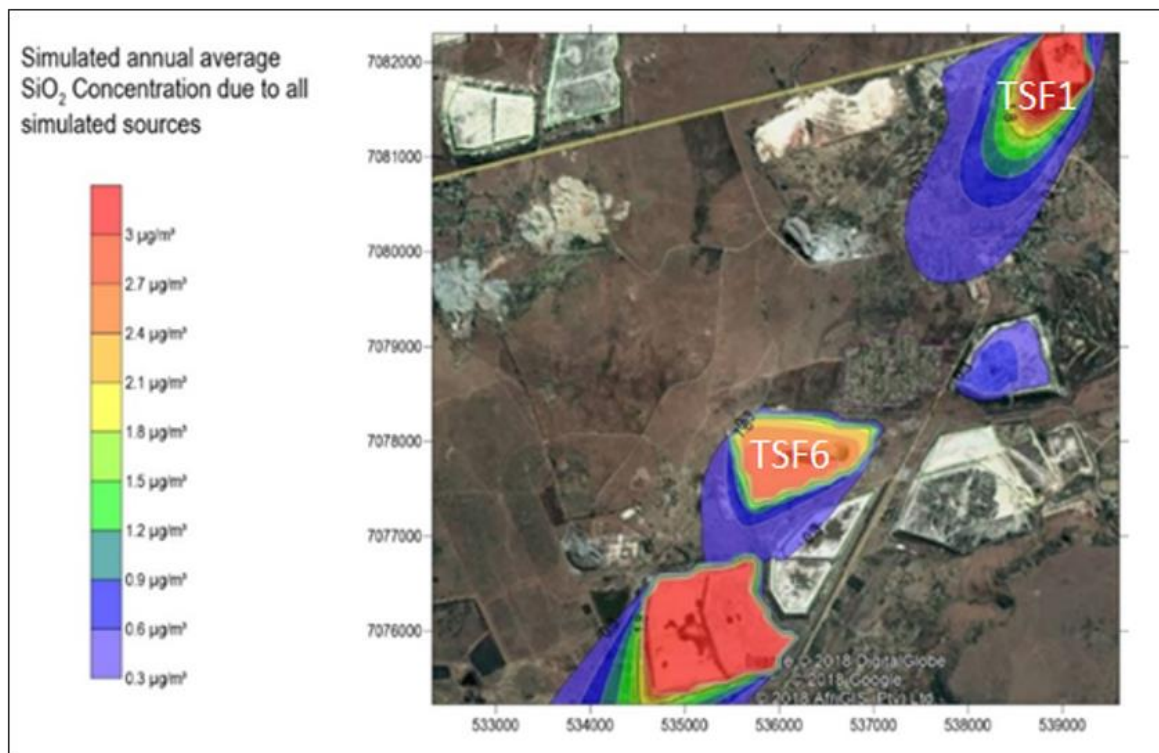 Simulated annual average
SiO₂ Concentration due to all
simulated sources
3 µg/m³
2.7 µg/m³
2.4 µg/m³
2.1 µg/m³
1.8 µg/m³
1.5 µg/m³
1.2 µg/m³
0.9 µg/m³
0.6 µg/m³
0.3 µg/m³
7082000
7081000
7080000
7079000
7078000
7077000
7076000
TSF1
TSF6
© 2018 DigitalGlobe
© 2018 Google
© 2018 AfriGIS (Pty) Ltd.
533000
534000
535000
536000
537000
538000
539000